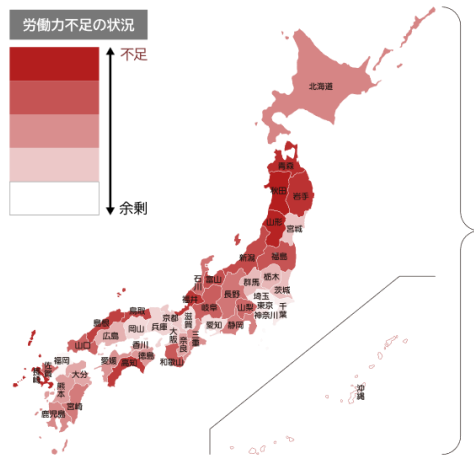 労働力不足の状況
不足
余剰
北海道
青森
秋田
岩手
山形
宮城
新潟
福島
石川
富山
群馬
栃木
茨城
福井
長野
埼玉
岐阜
山梨
東京
千葉
神奈川
鳥取
京都
滋賀
島根
岡山
兵庫
愛知
静岡
広島
大阪
奈良
三重
山口
香川
福岡
愛媛
高知
徳島
和歌山
佐賀
長崎
大分
熊本
宮崎
鹿児島
沖縄